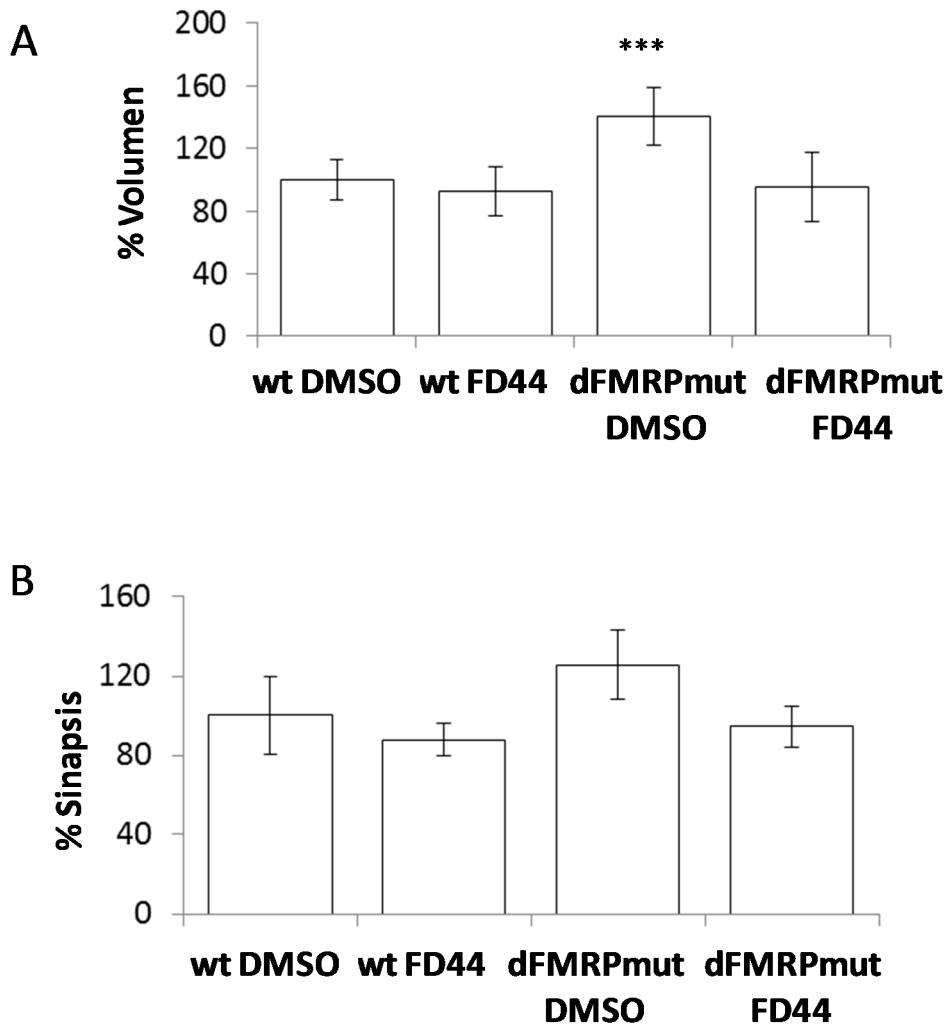 A
% Volumen
200
160
120
80
40
0
***
wt DMSO wt FD44 dFMRPmut dFMRPmut
DMSO FD44
B
% Sinapsis
160
120
80
40
0
wt DMSO wt FD44 dFMRPmut dFMRPmut
DMSO FD44